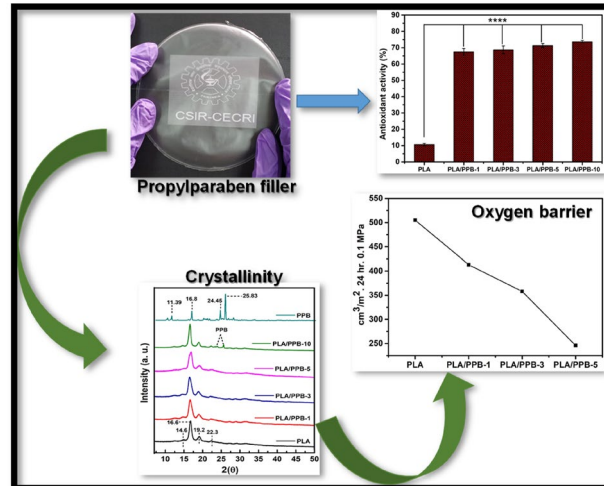 CSIR-CECRI
Propylparaben filler
Antioxidant activity (%)
90
80
70
60
50
40
30
20
10
0
****
PLA PLA/PPB-1 PLA/PPB-3 PLA/PPB-5 PLA/PPB-10
Oxygen barrier
cm³/m². 24 hr. 0.1 MPa
550
500
450
400
350
300
250
PLA PLA/PPB-1 PLA/PPB-3 PLA/PPB-5
Crystallinity
Intensity (a. u.)
11.39 16.8 24.45 25.83
PPB
PPB
PLA/PPB-10
PLA/PPB-5
PLA/PPB-3
PLA/PPB-1
16.6
14.6 19.2 22.3
PLA
10 15 20 25 30 35 40 45 50
2(θ)